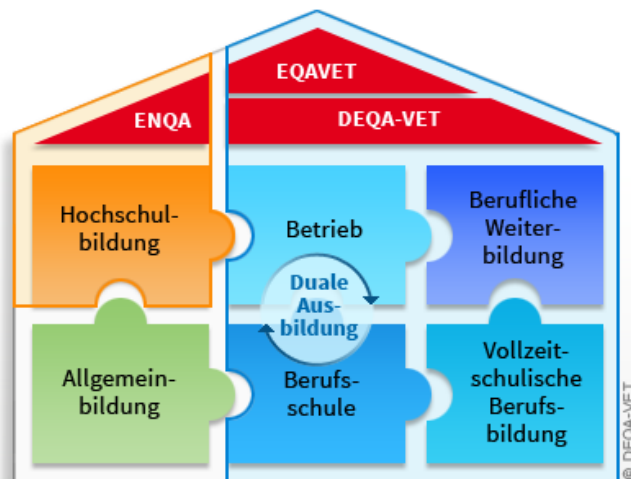 EQAVET
ENQA
DEQA-VET
Hochschul-
bildung
Betrieb
Berufliche
Weiter-
bildung
Duale
Aus-
bildung
Allgemein-
bildung
Berufs-
schule
Vollzeit-
schulische
Berufs-
bildung
© DEQA-VET